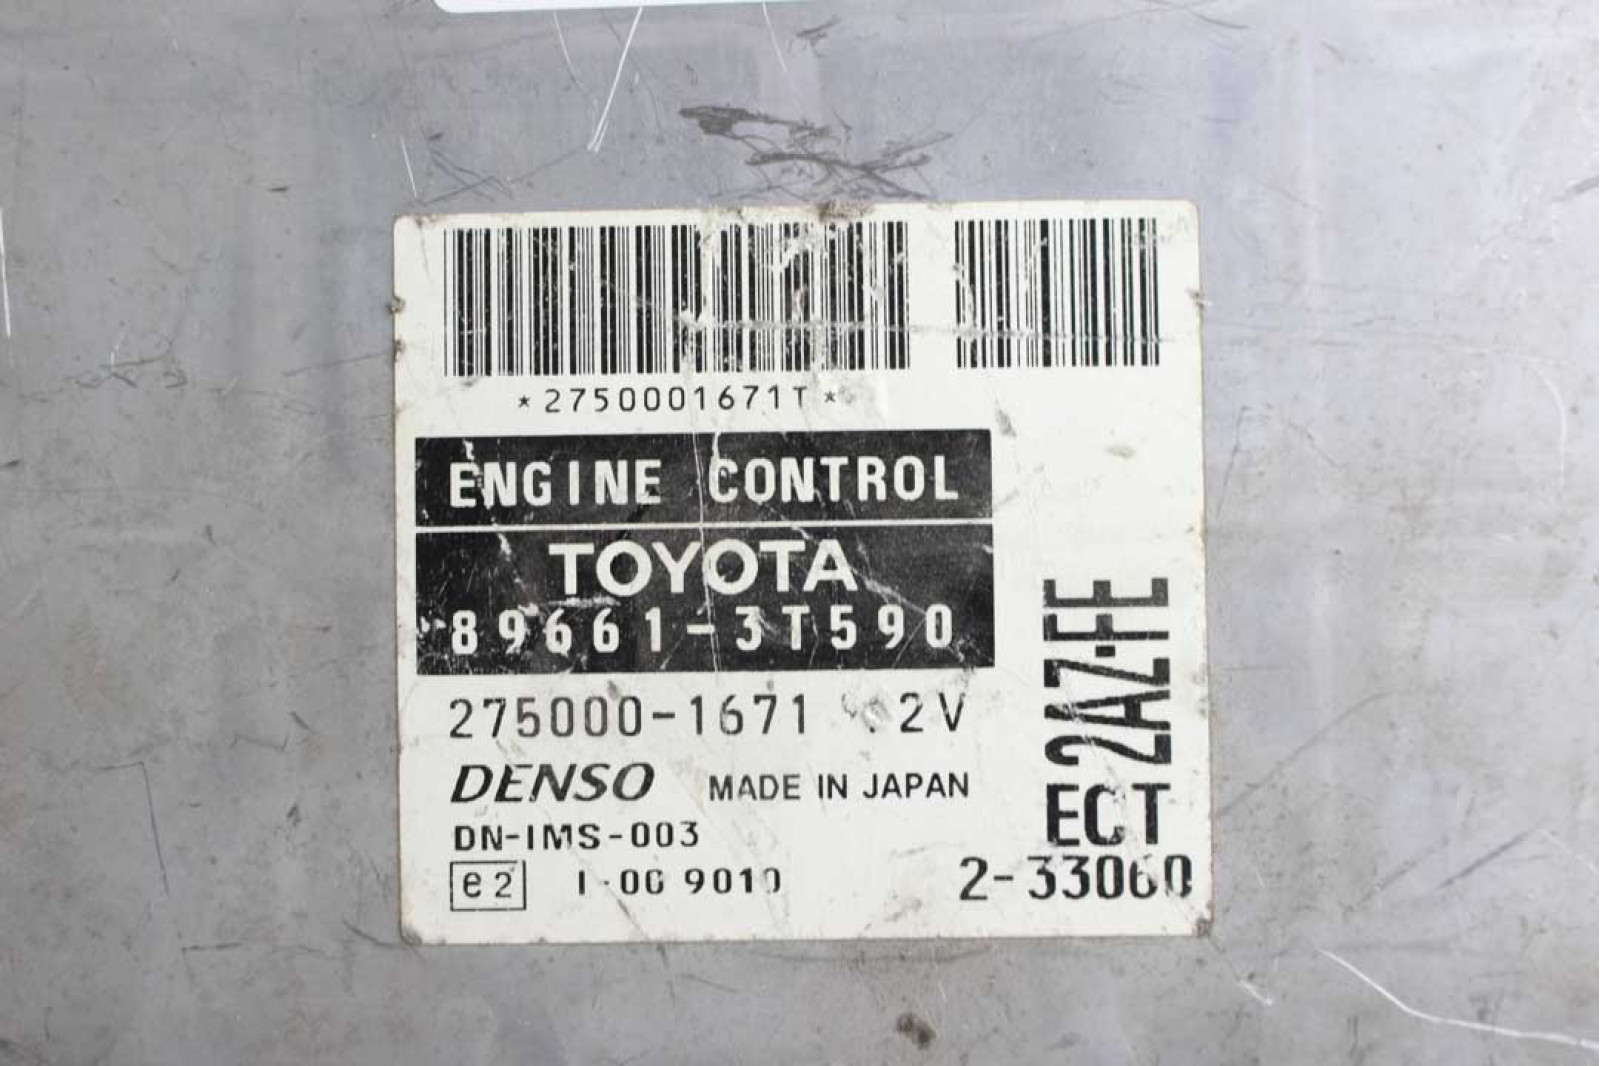 *2750001671T*
ENGINE CONTROL
TOYOTA
89661-3T590
275000-1671 2V
DENSO MADE IN JAPAN
DN-IMS-003
e2
2AZ-FE
ECT
2-33060